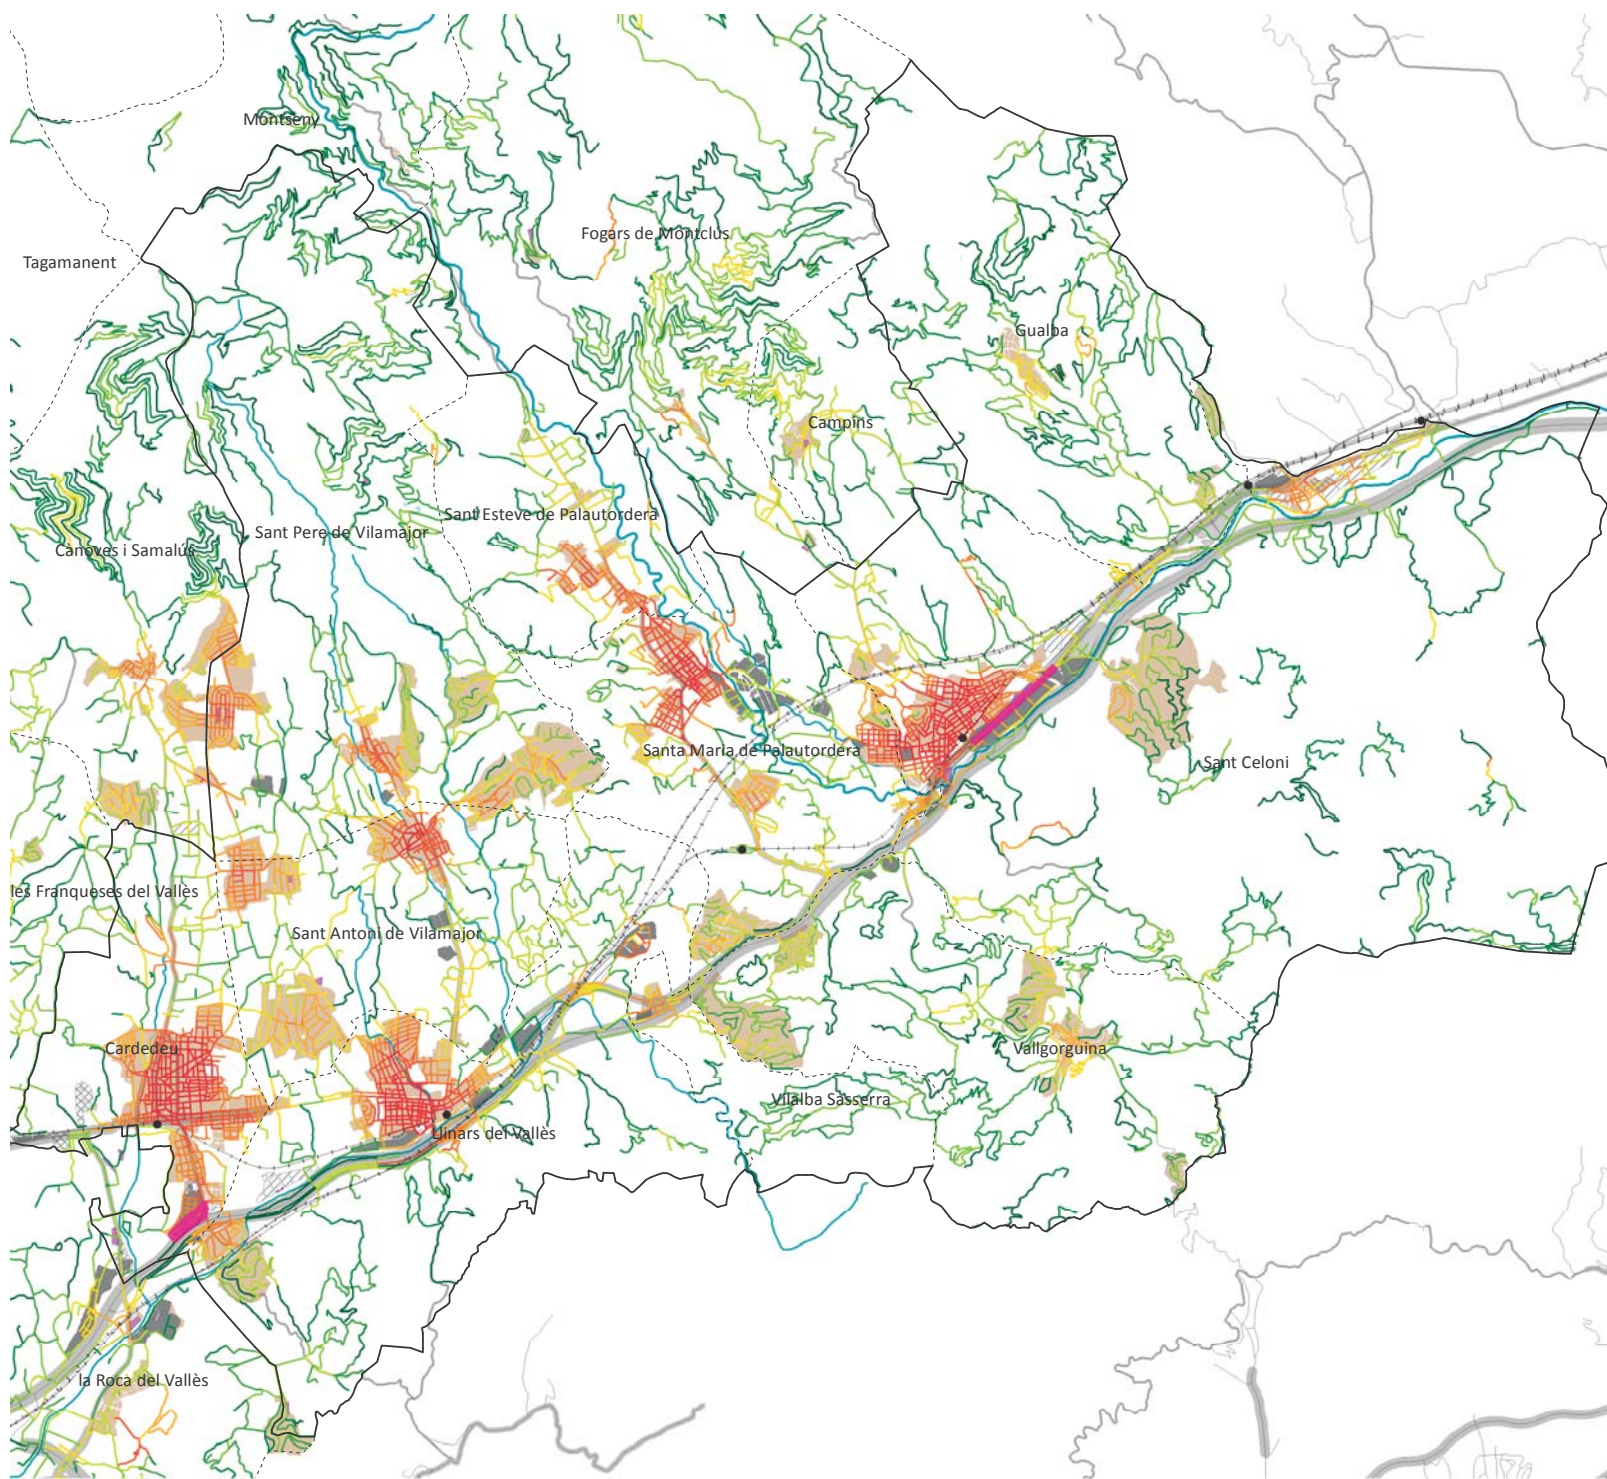 Montseny
Fogars de Montclús
Tagamanent
Gualba
Campins
Sant Esteve de Palautordera
Sant Pere de Vilamajor
Cànoves i Samalús
Santa Maria de Palautordera
Sant Celoni
les Franqueses del Vallès
Sant Antoni de Vilamajor
Cardedeu
Vallgorguina
Vilalba Sasserra
Llinars del Vallès
la Roca del Vallès